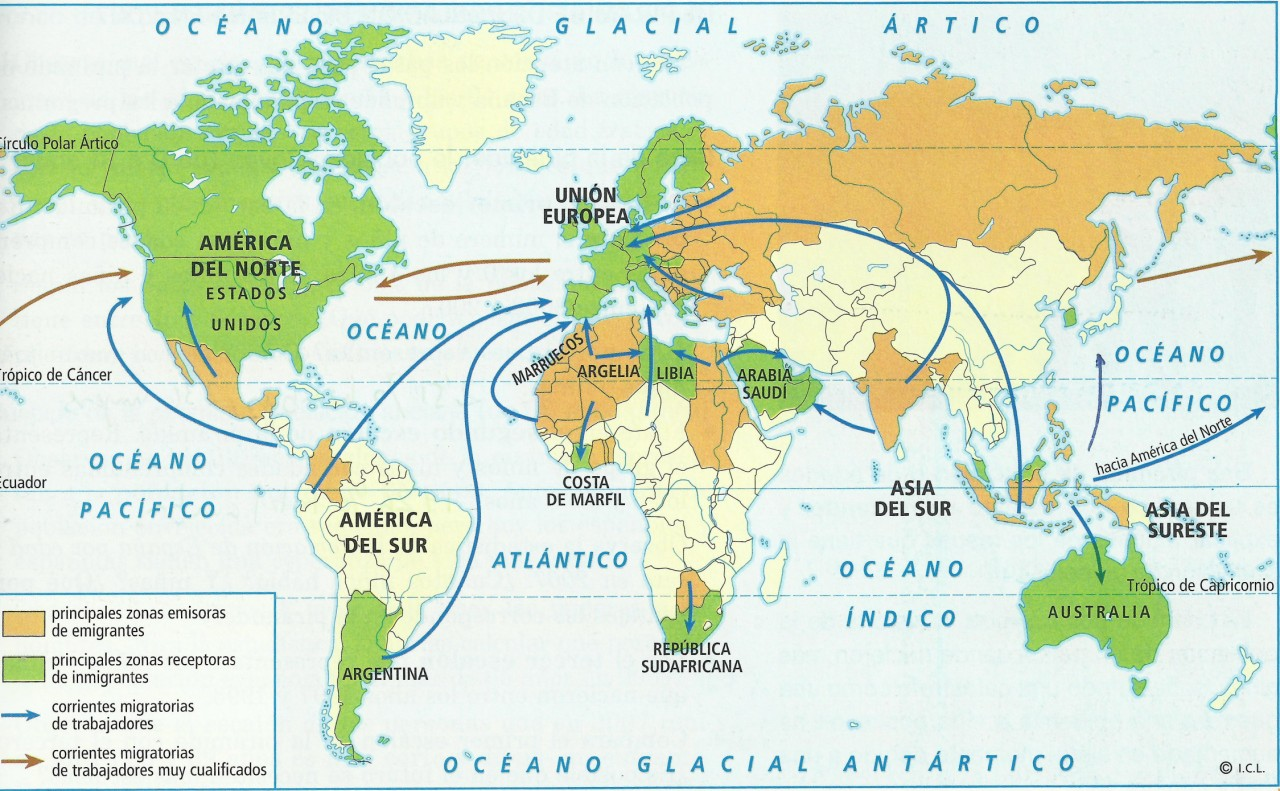 OCÉANO GLACIAL ÁRTICO
Círculo Polar Ártico
UNIÓN
EUROPEA
AMÉRICA
DEL NORTE
ESTADOS
UNIDOS
OCÉANO
MARRUECOS
ARGELIA
LIBIA
ARABIA
SAUDÍ
OCÉANO
PACÍFICO
Trópico de Cáncer
hacia América del Norte
OCÉANO
PACÍFICO
Ecuador
COSTA
DE MARFIL
ASIA
DEL SUR
ASIA DEL
SURESTE
AMÉRICA
DEL SUR
ATLÁNTICO
OCÉANO
ÍNDICO
Trópico de Capricornio
AUSTRALIA
REPÚBLICA
SUDAFRICANA
ARGENTINA
principales zonas emisoras
de emigrantes
principales zonas receptoras
de inmigrantes
corrientes migratorias
de trabajadores
corrientes migratorias
de trabajadores muy cualificados
OCÉANO GLACIAL ANTÁRTICO
© I.C.L.